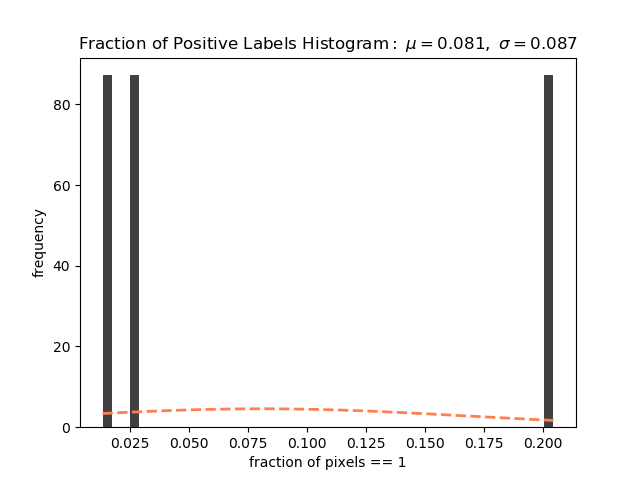 Fraction of Positive Labels Histogram : μ = 0.081, σ = 0.087
80
60
40
20
0
frequency
0.025 0.050 0.075 0.100 0.125 0.150 0.175 0.200
fraction of pixels == 1